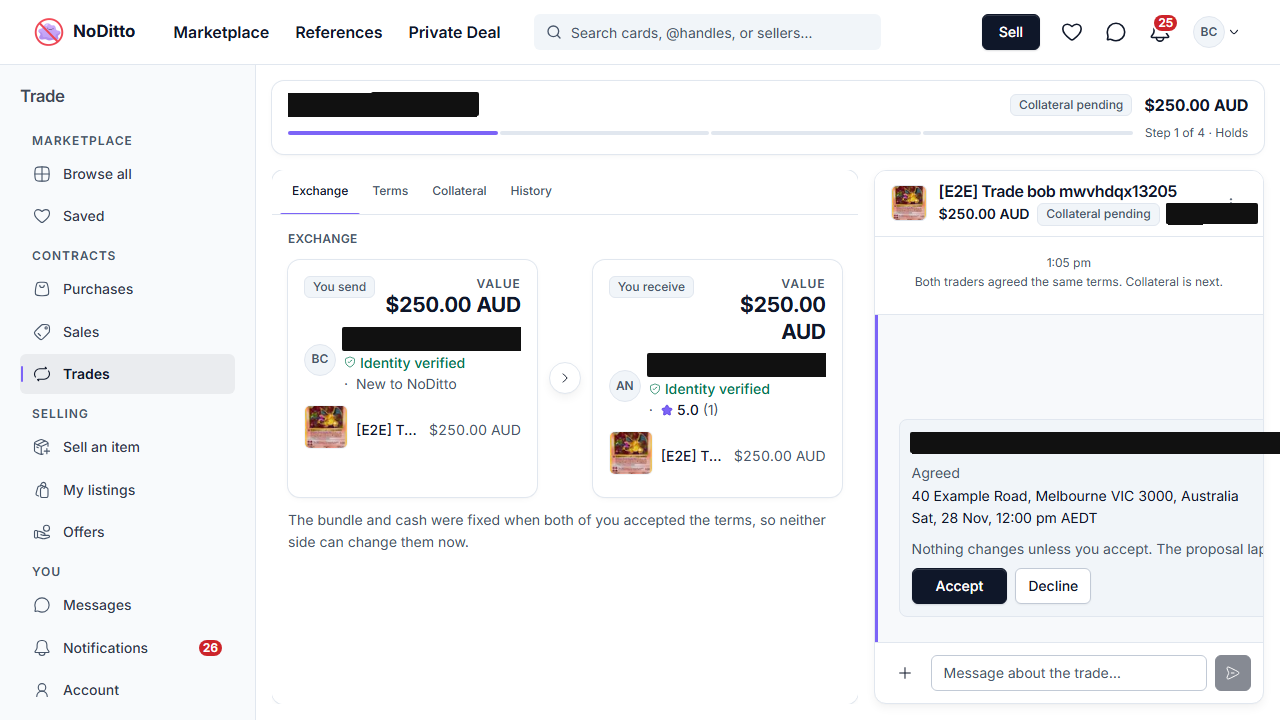 NoDitto
Marketplace
References
Private Deal
Search cards, @handles, or sellers...
Sell
25
BC
Trade
MARKETPLACE
Browse all
Saved
CONTRACTS
Purchases
Sales
Trades
SELLING
Sell an item
My listings
Offers
YOU
Messages
Notifications
26
Account
Collateral pending
$250.00 AUD
Step 1 of 4 · Holds
Exchange
Terms
Collateral
History
EXCHANGE
You send
VALUE
$250.00 AUD
BC
Identity verified
· New to NoDitto
[E2E] T...
$250.00 AUD
You receive
VALUE
$250.00
AUD
AN
Identity verified
· 5.0 (1)
[E2E] T...
$250.00 AUD
The bundle and cash were fixed when both of you accepted the terms, so neither
side can change them now.
[E2E] Trade bob mwvhdqx13205
$250.00 AUD
Collateral pending
1:05 pm
Both traders agreed the same terms. Collateral is next.
Agreed
40 Example Road, Melbourne VIC 3000, Australia
Sat, 28 Nov, 12:00 pm AEDT
Nothing changes unless you accept. The proposal
Accept
Decline
Message about the trade...